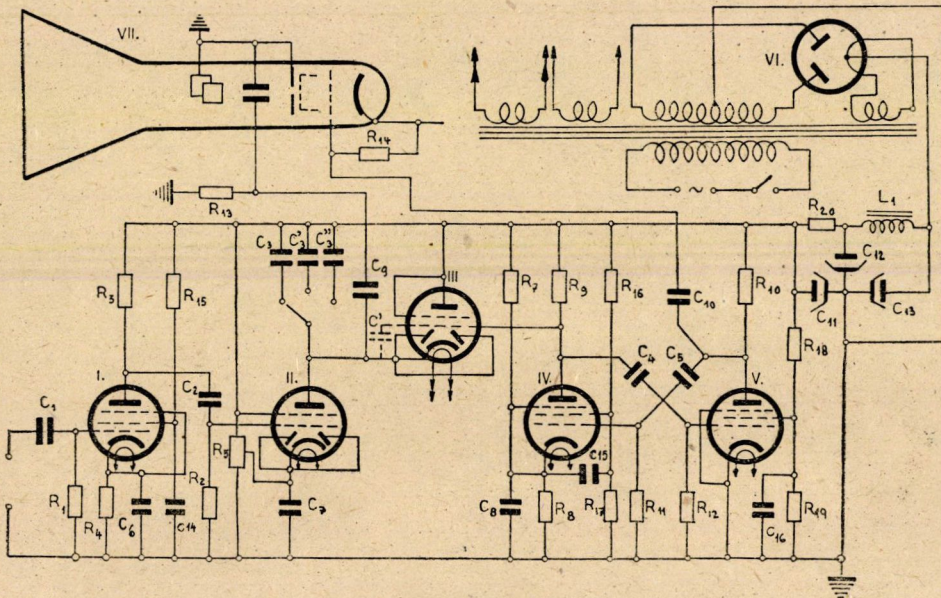 VII.
VI.
R14
~
R13
R20
L1
C3 C'3 C''3
C9
III
C12
R3
R15
C'
R7
R9
R16
C10
R10
C11
C13
R18
C4
C5
I.
C2
II.
IV.
V.
C1
R5
C15
R1
R4
C6
C14
R2
C7
C8
R8
R17
R11
R12
C16
R19